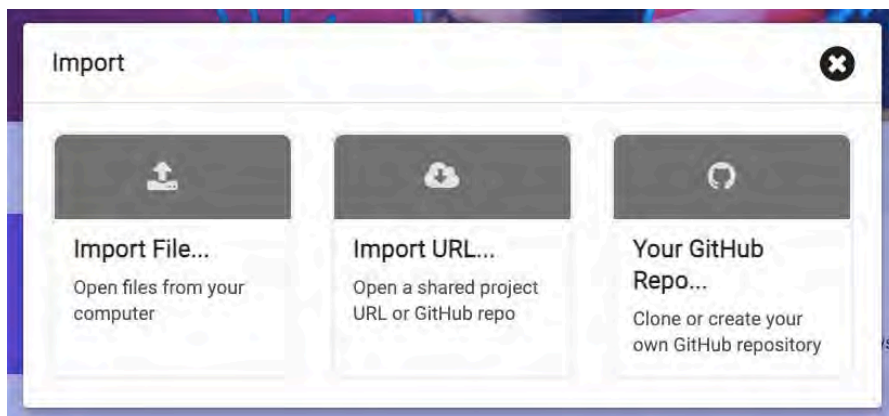 Import
Import File...
Open files from your
computer
Import URL...
Open a shared project
URL or GitHub repo
Your GitHub
Repo...
Clone or create your
own GitHub repository